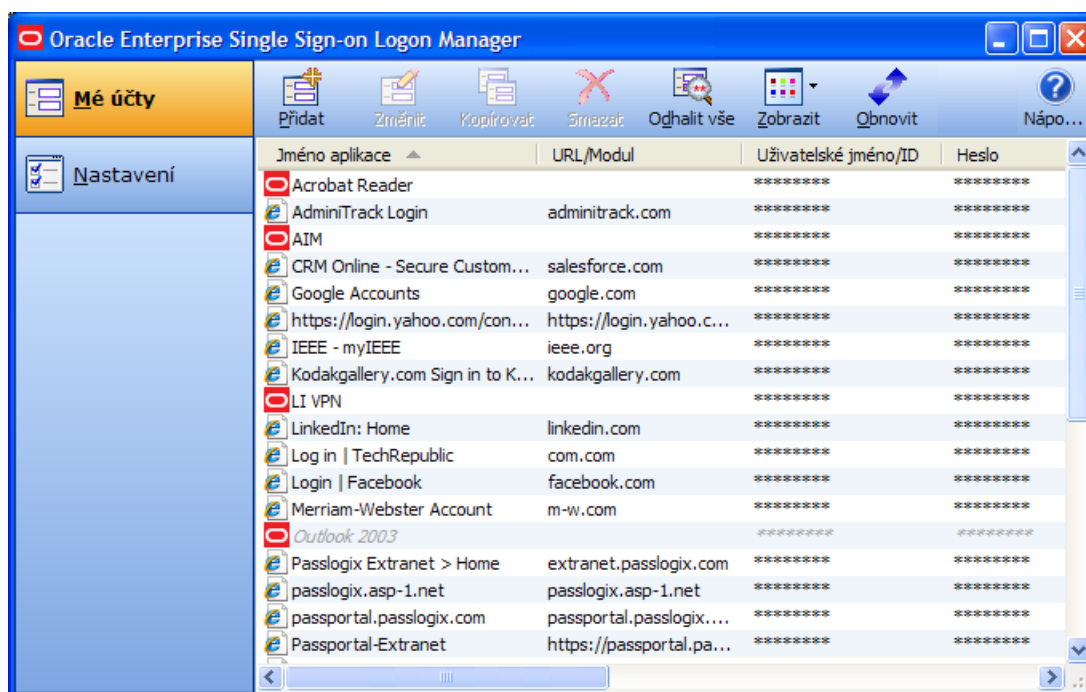 Oracle Enterprise Single Sign-on Logon Manager
Mé účty
Nastavení
Přidat Změnit Kopírovat Smazat Odhalit vše Zobrazit Obnovit Nápo...
Jméno aplikace URL/Modul Uživatelské jméno/ID Heslo
Acrobat Reader ******** ********
AdminiTrack Login adminitrack.com ******** ********
AIM ******** ********
CRM Online - Secure Custom... salesforce.com ******** ********
Google Accounts google.com ******** ********
https://login.yahoo.com/con... https://login.yahoo.c... ******** ********
IEEE - myIEEE ieee.org ******** ********
Kodakgallery.com Sign in to K... kodakgallery.com ******** ********
LI VPN ******** ********
LinkedIn: Home linkedin.com ******** ********
Log in | TechRepublic com.com ******** ********
Login | Facebook facebook.com ******** ********
Merriam-Webster Account m-w.com ******** ********
Outlook 2003 ******** ********
Passlogix Extranet > Home extranet.passlogix.com ******** ********
passlogix.asp-1.net passlogix.asp-1.net ******** ********
passportal.passlogix.com passportal.passlogix.... ******** ********
Passportal-Extranet https://passportal.pa... ******** ********